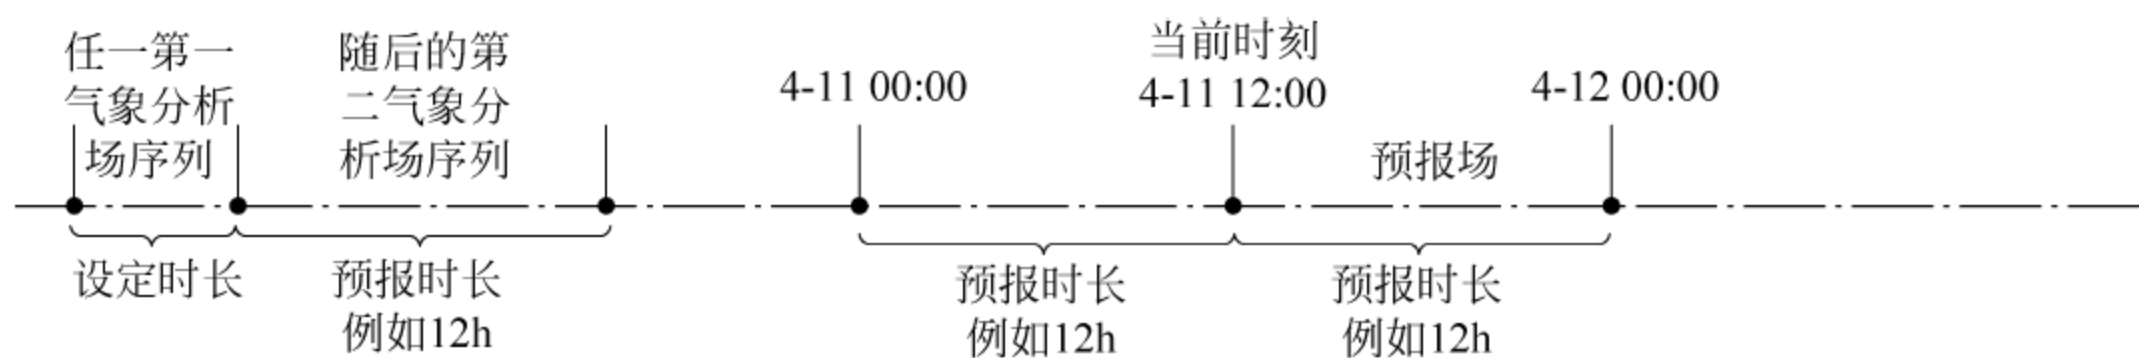 任一第一
气象分析
场序列
随后的第
二气象分
析场序列
4-11 00:00
当前时刻
4-11 12:00
4-12 00:00
预报场
设定时长
预报时长
例如12h
预报时长
例如12h
预报时长
例如12h